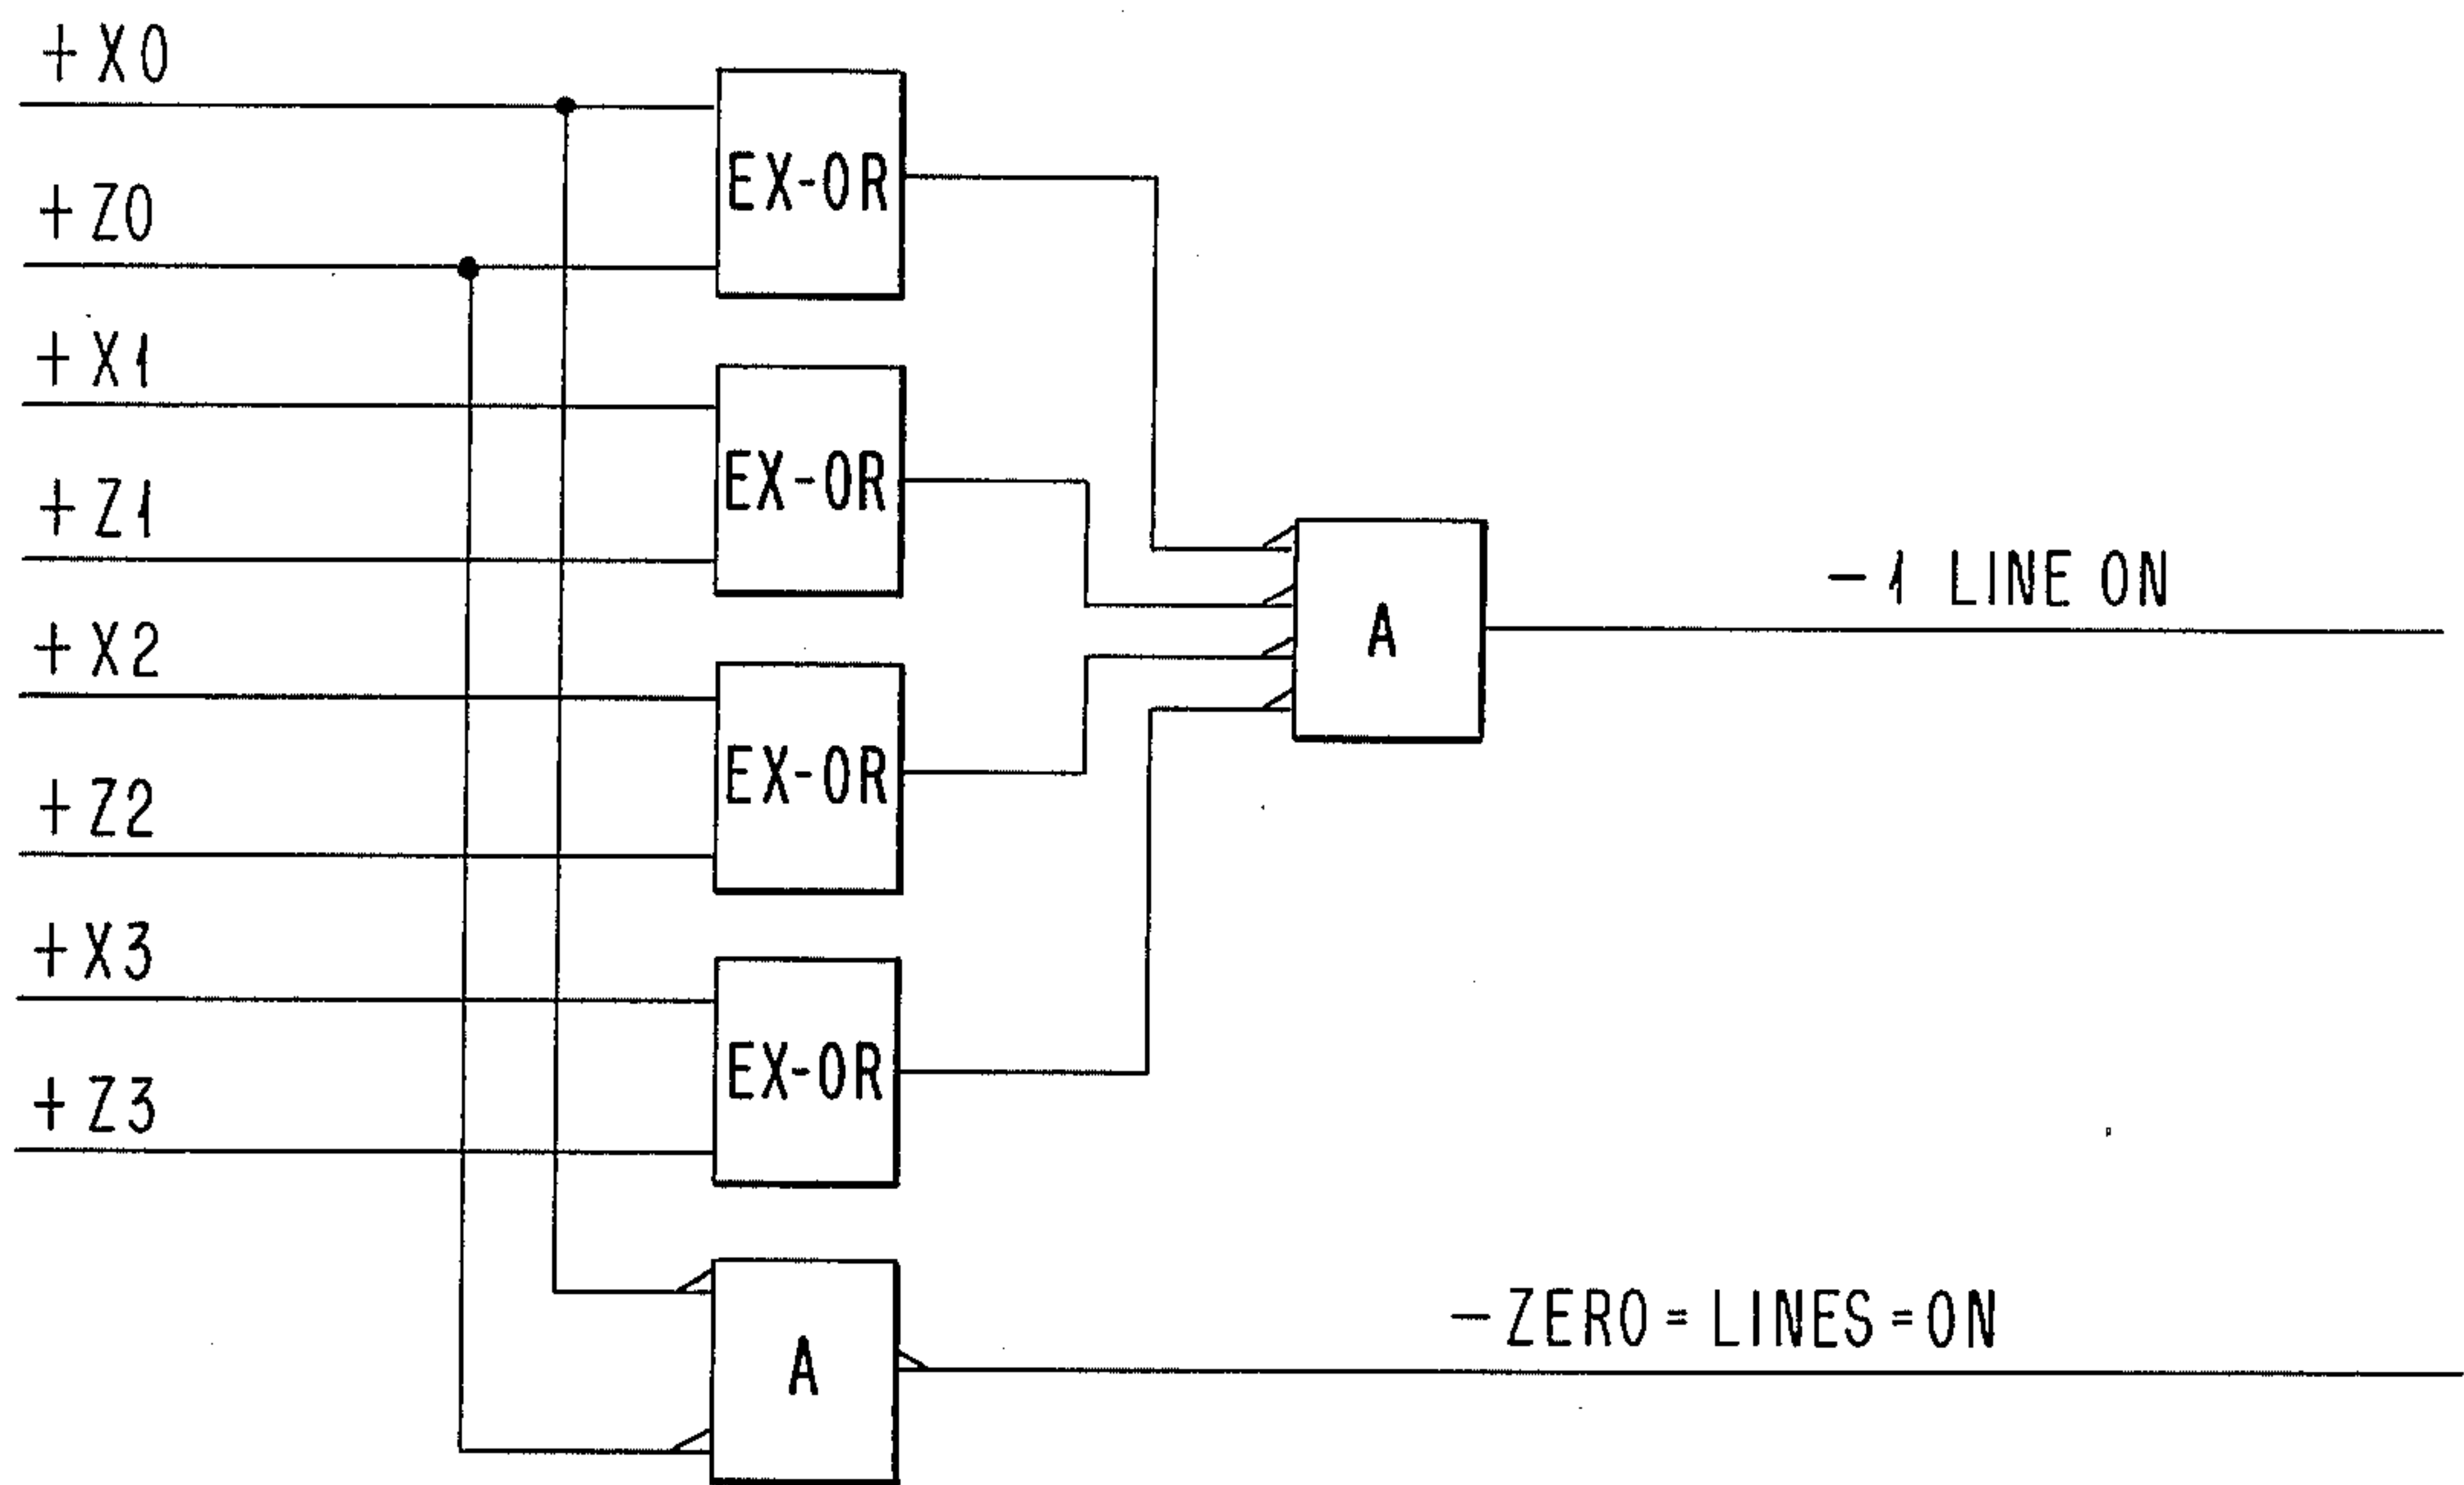 +X0
EX-OR
+Z0
+X1
EX-OR
+Z1
-1 LINE ON
A
+X2
EX-OR
+Z2
+X3
EX-OR
+Z3
-ZERO=LINES=ON
A